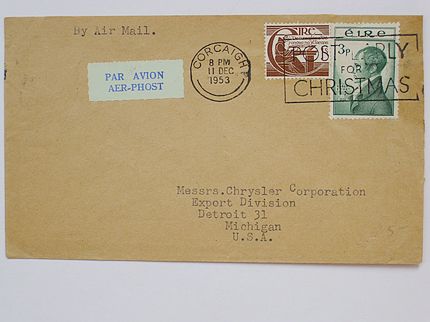 By Air Mail.
PAR AVION
AER-PHOST
CORCAIGH
8 PM
11 DEC
1953
ÉIRE
3P
POST EARLY
FOR
CHRISTMAS
Messrs.Chrysler Corporation
Export Division
Detroit 31
Michigan
U.S.A.